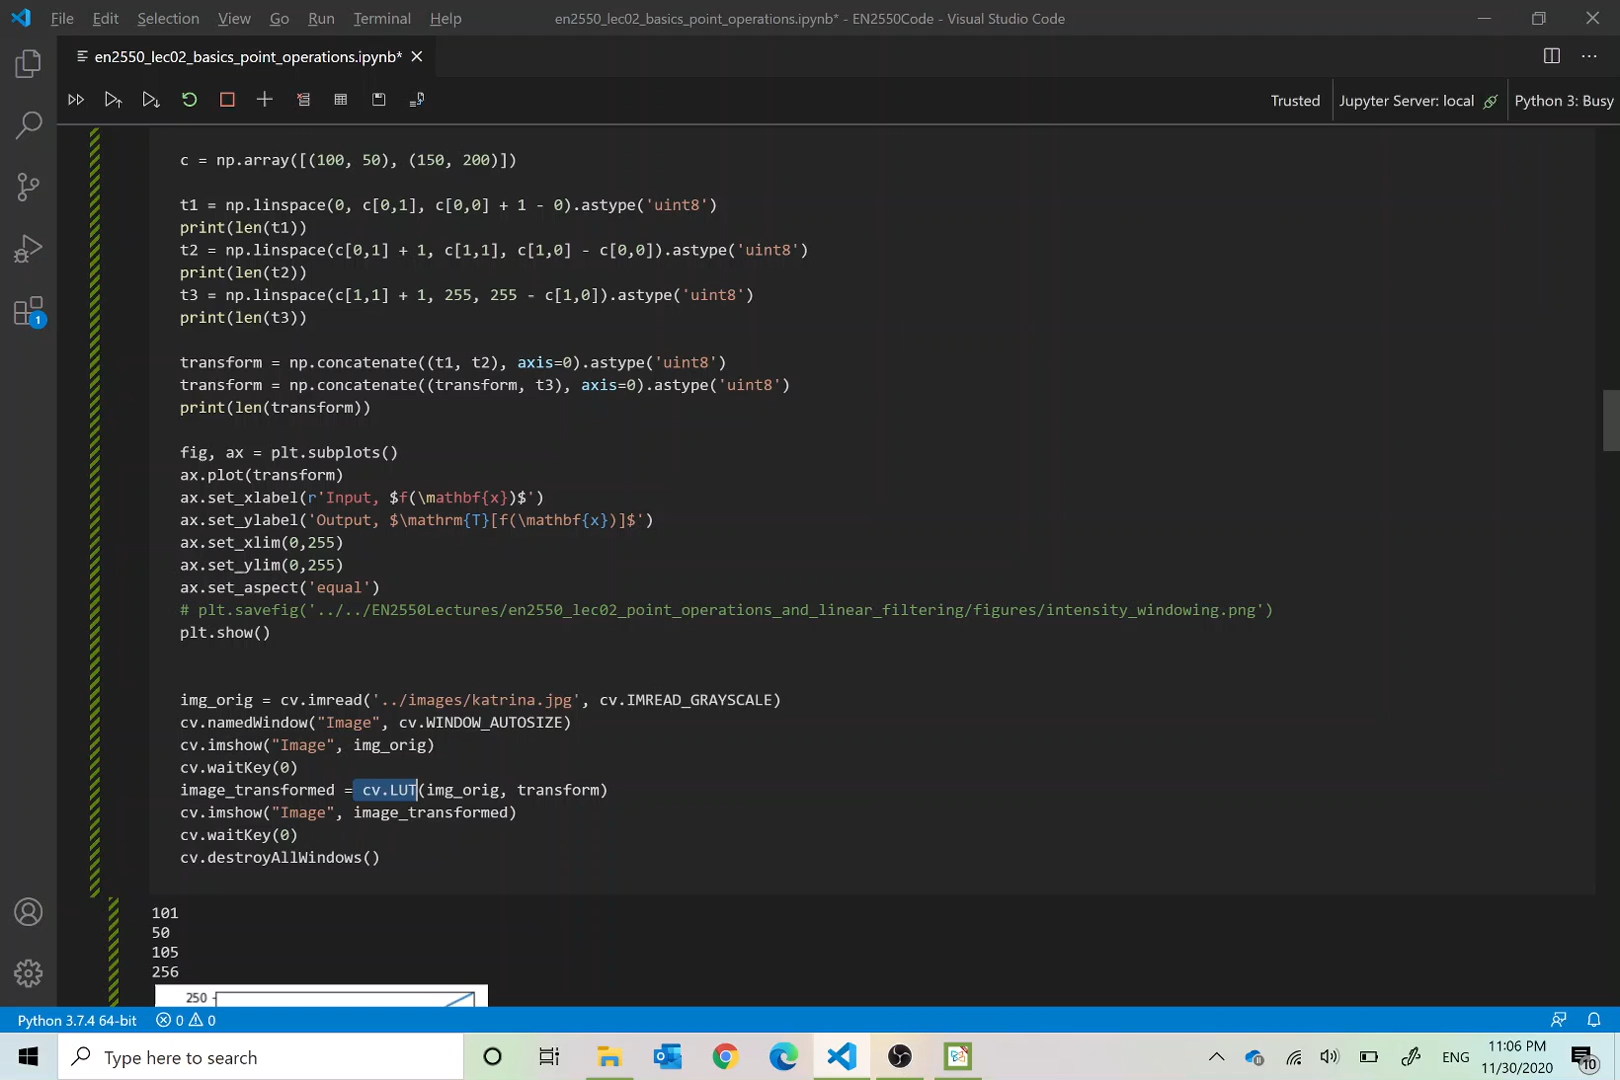 File Edit Selection View Go Run Terminal Help en2550_lec02_basics_point_operations.ipynb* - EN2550Code - Visual Studio Code
en2550_lec02_basics_point_operations.ipynb*
Trusted Jupyter Server: local Python 3: Busy
c = np.array([(100, 50), (150, 200)])
t1 = np.linspace(0, c[0,1], c[0,0] + 1 - 0).astype('uint8')
print(len(t1))
t2 = np.linspace(c[0,1] + 1, c[1,1], c[1,0] - c[0,0]).astype('uint8')
print(len(t2))
t3 = np.linspace(c[1,1] + 1, 255, 255 - c[1,0]).astype('uint8')
print(len(t3))
transform = np.concatenate((t1, t2), axis=0).astype('uint8')
transform = np.concatenate((transform, t3), axis=0).astype('uint8')
print(len(transform))
fig, ax = plt.subplots()
ax.plot(transform)
ax.set_xlabel(r'Input, $f(\mathbf{x})$')
ax.set_ylabel('Output, $\mathrm{T}[f(\mathbf{x})]$')
ax.set_xlim(0,255)
ax.set_ylim(0,255)
ax.set_aspect('equal')
# plt.savefig('../../EN2550Lectures/en2550_lec02_point_operations_and_linear_filtering/figures/intensity_windowing.png')
plt.show()
img_orig = cv.imread('../images/katrina.jpg', cv.IMREAD_GRAYSCALE)
cv.namedWindow("Image", cv.WINDOW_AUTOSIZE)
cv.imshow("Image", img_orig)
cv.waitKey(0)
image_transformed = cv.LUT(img_orig, transform)
cv.imshow("Image", image_transformed)
cv.waitKey(0)
cv.destroyAllWindows()
1
101
50
105
256
250
Python 3.7.4 64-bit 0 0
Type here to search
ENG
11:06 PM
11/30/2020
10